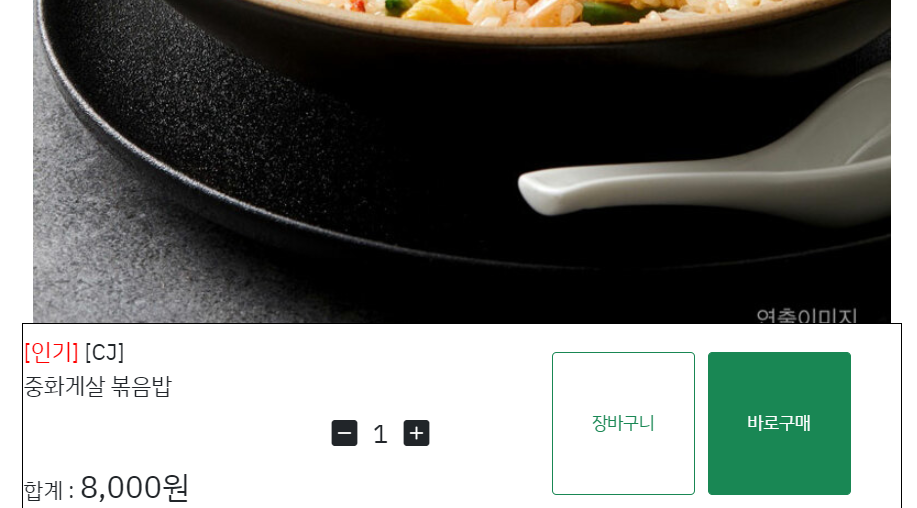 연출이미지
[인기] [CJ]
중화게살 볶음밥
1
합계 : 8,000원
장바구니
바로구매